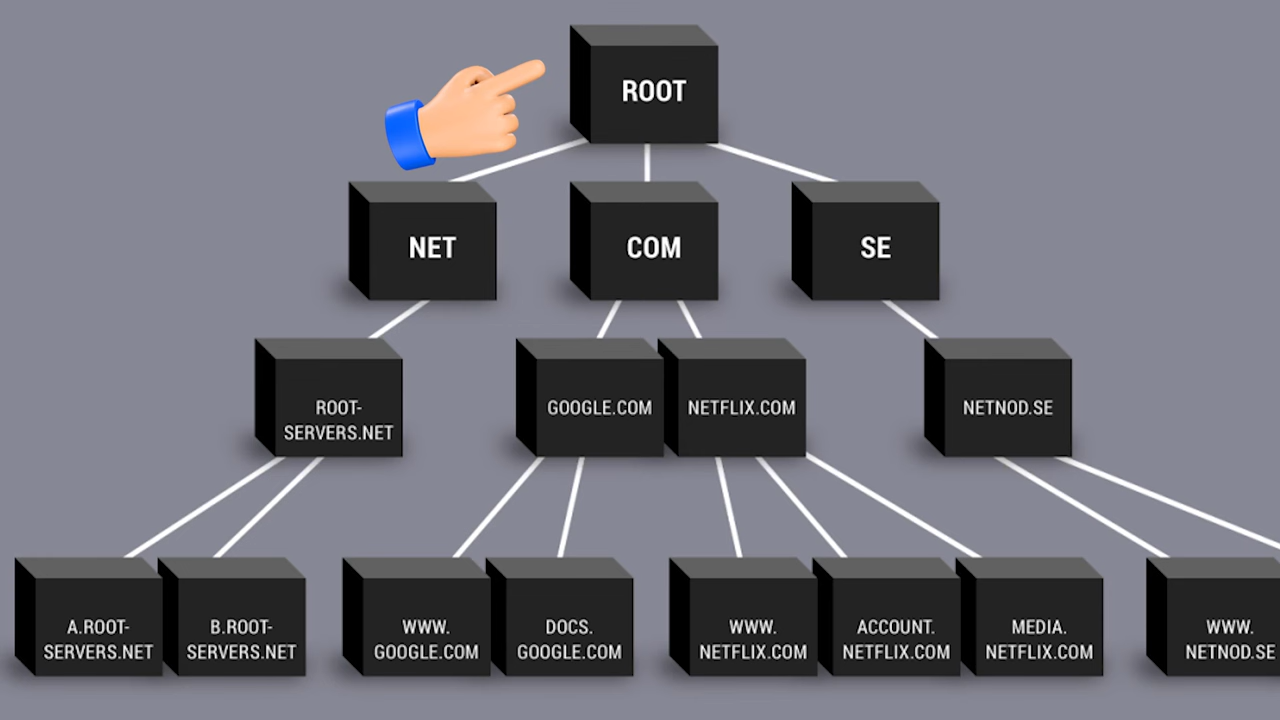 ROOT
NET
COM
SE
ROOT-
SERVERS.NET
GOOGLE.COM
NETFLIX.COM
NETNOD.SE
A.ROOT-
SERVERS.NET
B.ROOT-
SERVERS.NET
WWW.
GOOGLE.COM
DOCS.
GOOGLE.COM
WWW.
NETFLIX.COM
ACCOUNT.
NETFLIX.COM
MEDIA.
NETFLIX.COM
WWW.
NETNOD.SE